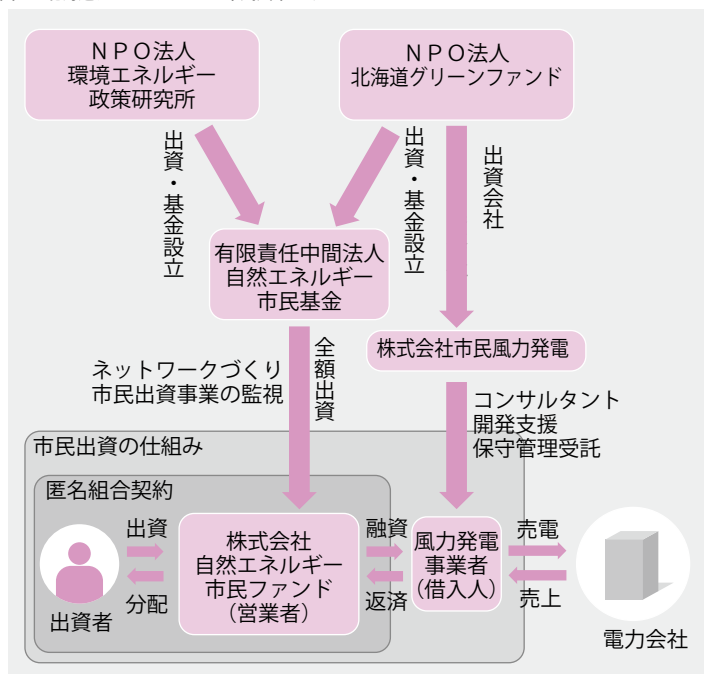 NPO法人
環境エネルギー
政策研究所
NPO法人
北海道グリーンファンド
出資・基金設立
出資・基金設立
出資会社
有限責任中間法人
自然エネルギー
市民基金
株式会社市民風力発電
ネットワークづくり
市民出資事業の監視
全額出資
コンサルタント
開発支援
保守管理受託
市民出資の仕組み
匿名組合契約
出資者
出資
分配
株式会社
自然エネルギー
市民ファンド
(営業者)
融資
返済
風力発電
事業者
(借入人)
売電
売上
電力会社